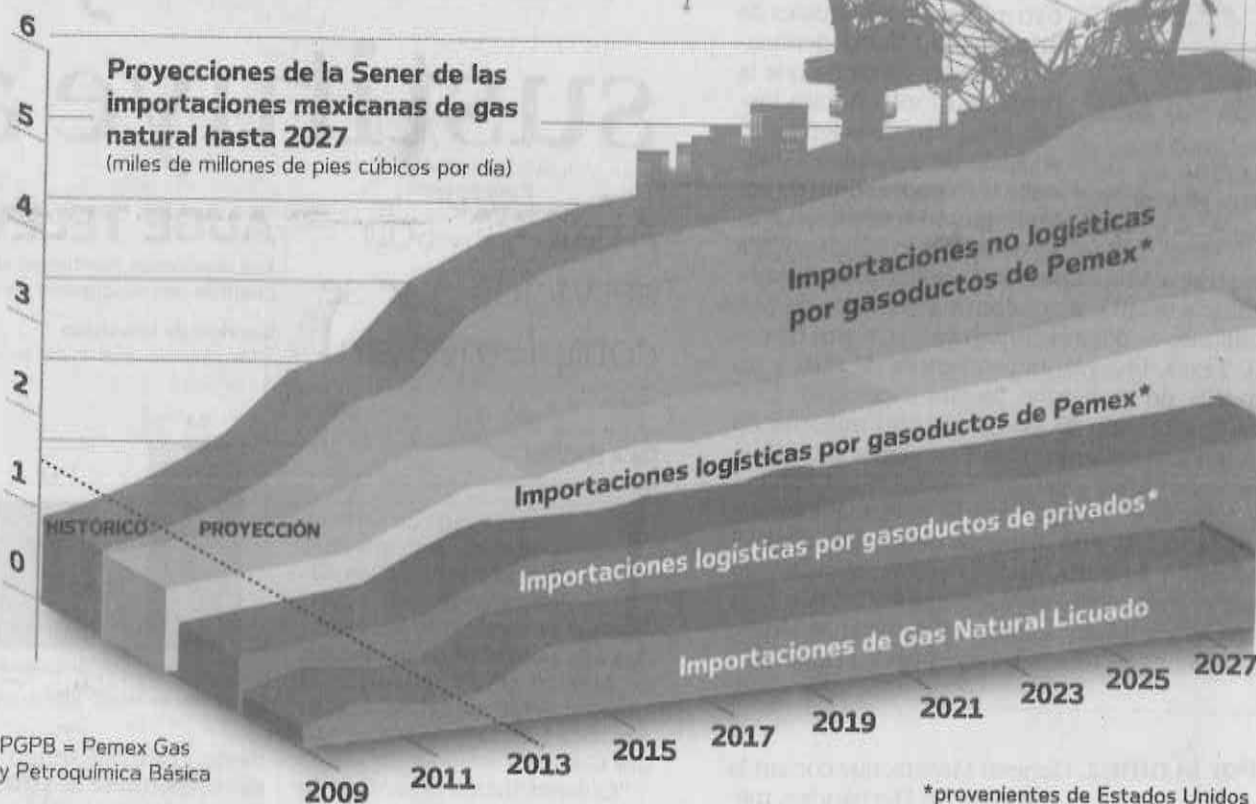 Proyecciones de la Sener de las
importaciones mexicanas de gas
natural hasta 2027
(miles de millones de pies cúbicos por día)
6
5
4
3
2
1
0
HISTÓRICO
PROYECCIÓN
Importaciones no logísticas
por gasoductos de Pemex*
Importaciones logísticas por gasoductos de Pemex*
Importaciones logísticas por gasoductos de privados*
Importaciones de Gas Natural Licuado
2009
2011
2013
2015
2017
2019
2021
2023
2025
2027
PGPB = Pemex Gas
y Petroquímica Básica
*provenientes de Estados Unidos